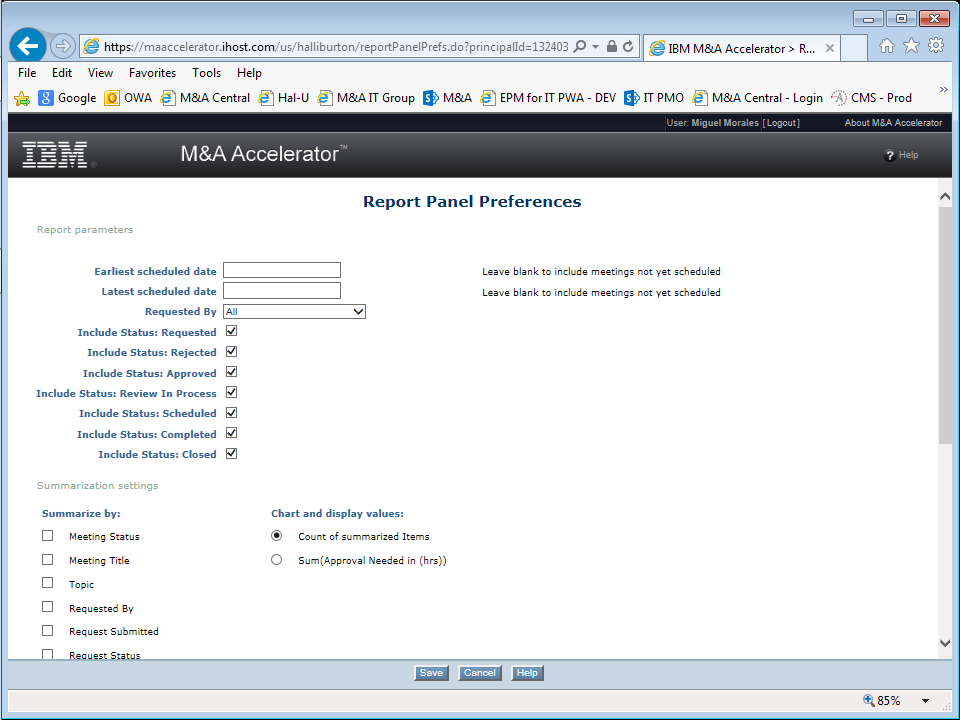 https://maaccelerator.ihost.com/us/halliburton/reportPanelPrefs.do?principalId=132403
IBM M&A Accelerator > R...
File Edit View Favorites Tools Help
Google OWA M&A Central Hal-U M&A IT Group M&A EPM for IT PWA - DEV IT PMO M&A Central - Login CMS - Prod
User: Miguel Morales [Logout] About M&A Accelerator
IBM M&A Accelerator™ Help
Report Panel Preferences
Report parameters
Earliest scheduled date Leave blank to include meetings not yet scheduled
Latest scheduled date Leave blank to include meetings not yet scheduled
Requested By All
Include Status: Requested
Include Status: Rejected
Include Status: Approved
Include Status: Review In Process
Include Status: Scheduled
Include Status: Completed
Include Status: Closed
Summarization settings
Summarize by: Chart and display values:
Meeting Status Count of summarized Items
Meeting Title Sum(Approval Needed in (hrs))
Topic
Requested By
Request Submitted
Request Status
Save Cancel Help
85%